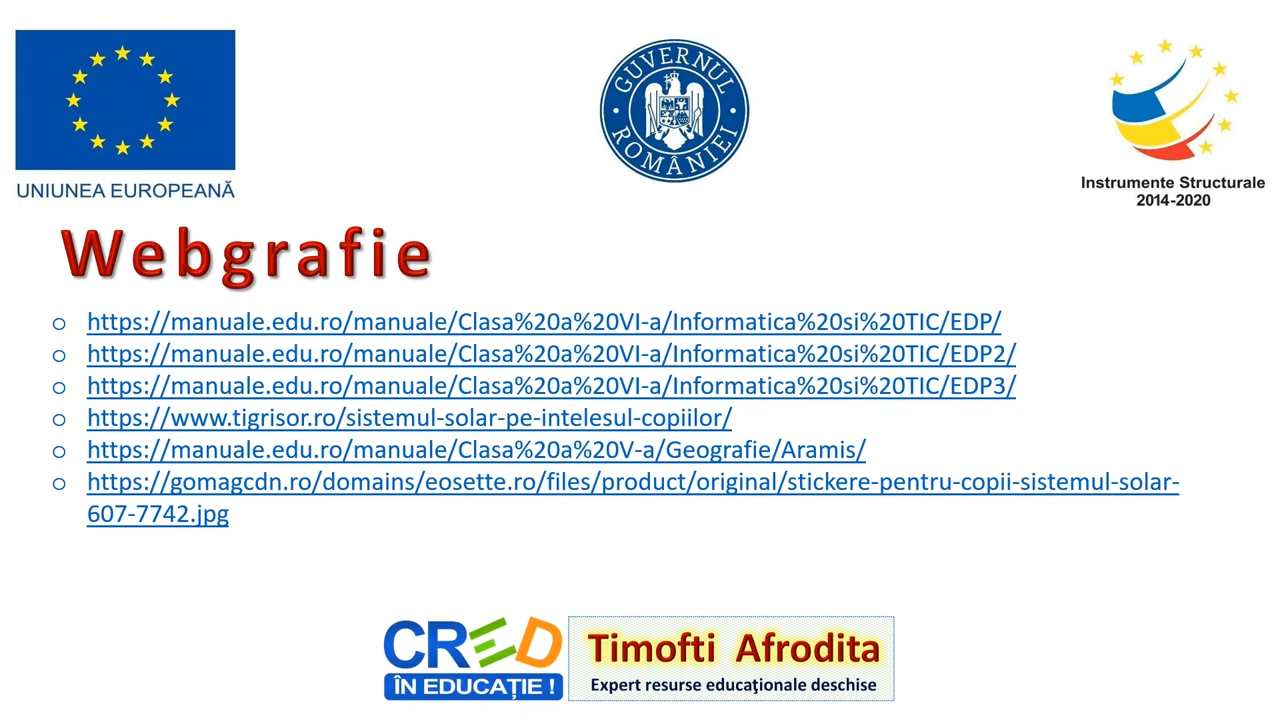 UNIUNEA EUROPEANĂ
GUVERNUL ROMÂNIEI
Instrumente Structurale
2014-2020
Webgrafie
o https://manuale.edu.ro/manuale/Clasa%20a%20VI-a/Informatica%20si%20TIC/EDP/
o https://manuale.edu.ro/manuale/Clasa%20a%20VI-a/Informatica%20si%20TIC/EDP2/
o https://manuale.edu.ro/manuale/Clasa%20a%20VI-a/Informatica%20si%20TIC/EDP3/
o https://www.tigrisor.ro/sistemul-solar-pe-intelesul-copiilor/
o https://manuale.edu.ro/manuale/Clasa%20a%20V-a/Geografie/Aramis/
o https://gomagcdn.ro/domains/eosette.ro/files/product/original/stickere-pentru-copii-sistemul-solar-
607-7742.jpg
CRED
ÎN EDUCAȚIE !
Timofti Afrodita
Expert resurse educaţionale deschise